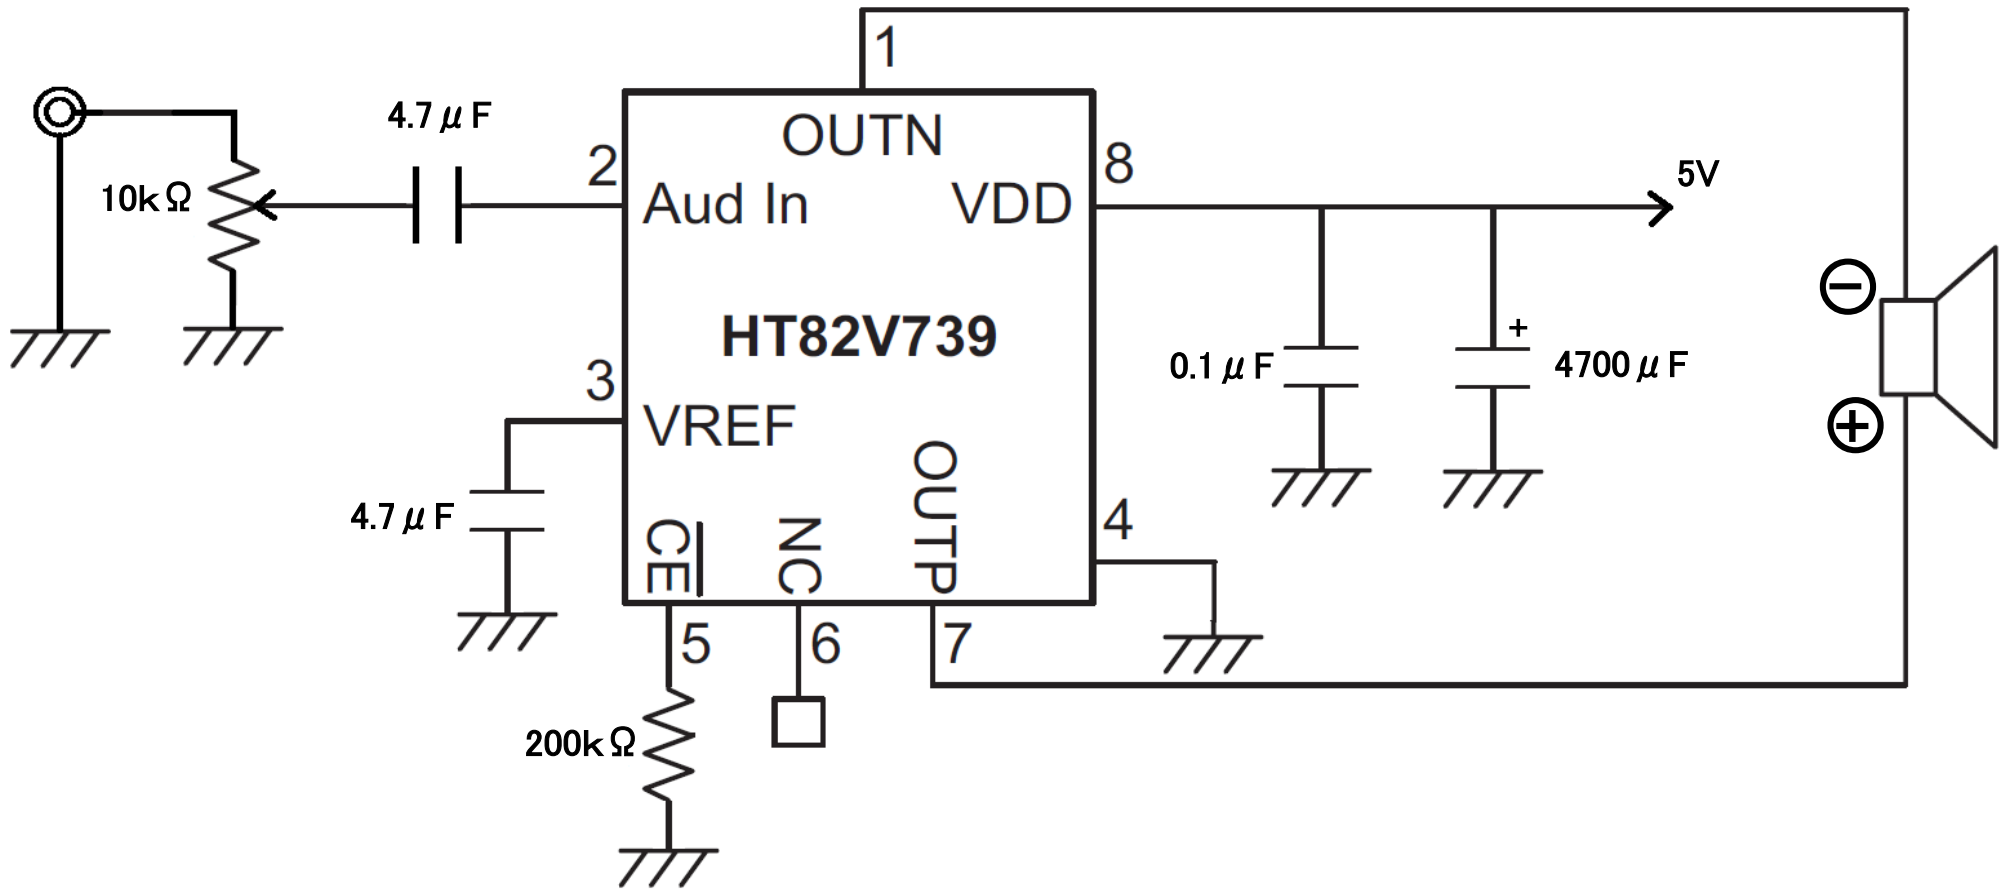 1
4.7μF
OUTN
2
8
5V
10kΩ
Aud In
VDD
−
HT82V739
+
0.1μF
4700μF
3
VREF
+
4.7μF
CE
NC
OUTP
4
5
6
7
200kΩ